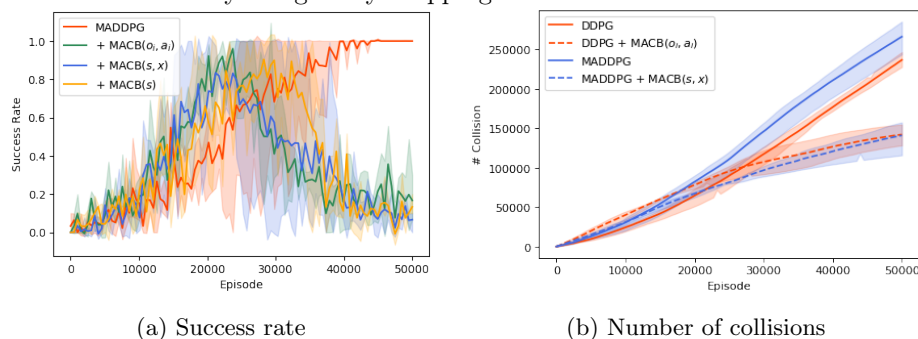 MADDPG
+ MACB(o_i, a_i)
+ MACB(s, x)
+ MACB(s)
1.0
0.8
0.6
0.4
0.2
0.0
Success Rate
0 10000 20000 30000 40000 50000
Episode
(a) Success rate
DDPG
DDPG + MACB(o_i, a_i)
MADDPG
MADDPG + MACB(s, x)
250000
200000
150000
100000
50000
0
# Collision
0 10000 20000 30000 40000 50000
Episode
(b) Number of collisions